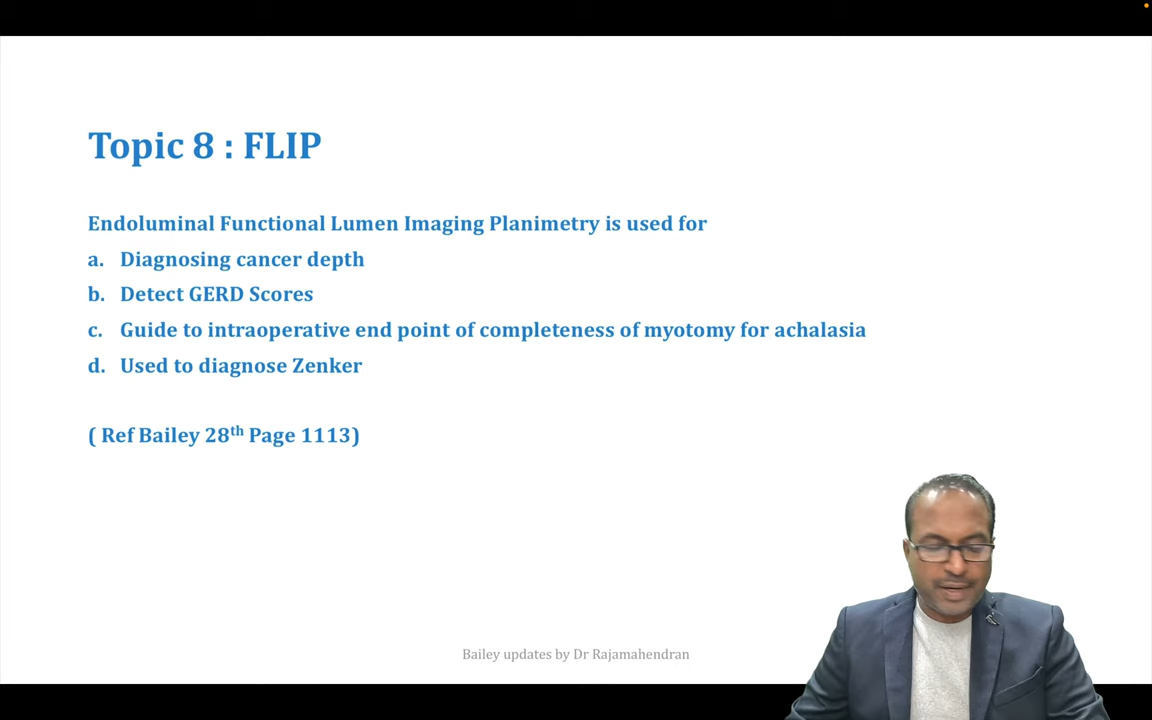 Topic 8 : FLIP
Endoluminal Functional Lumen Imaging Planimetry is used for
a. Diagnosing cancer depth
b. Detect GERD Scores
c. Guide to intraoperative end point of completeness of myotomy for achalasia
d. Used to diagnose Zenker
( Ref Bailey 28th Page 1113)
Bailey updates by Dr Rajamahendran